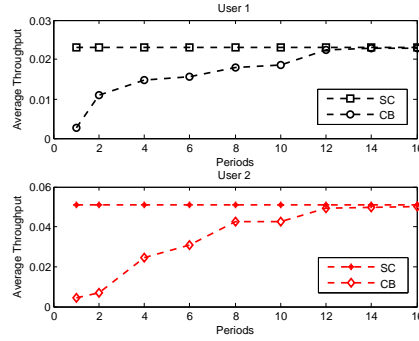 User 1
Average Throughput
0.03
0.02
0.01
0
SC
CB
0 2 4 6 8 10 12 14 16
Periods
User 2
Average Throughput
0.06
0.04
0.02
0
SC
CB
0 2 4 6 8 10 12 14 16
Periods